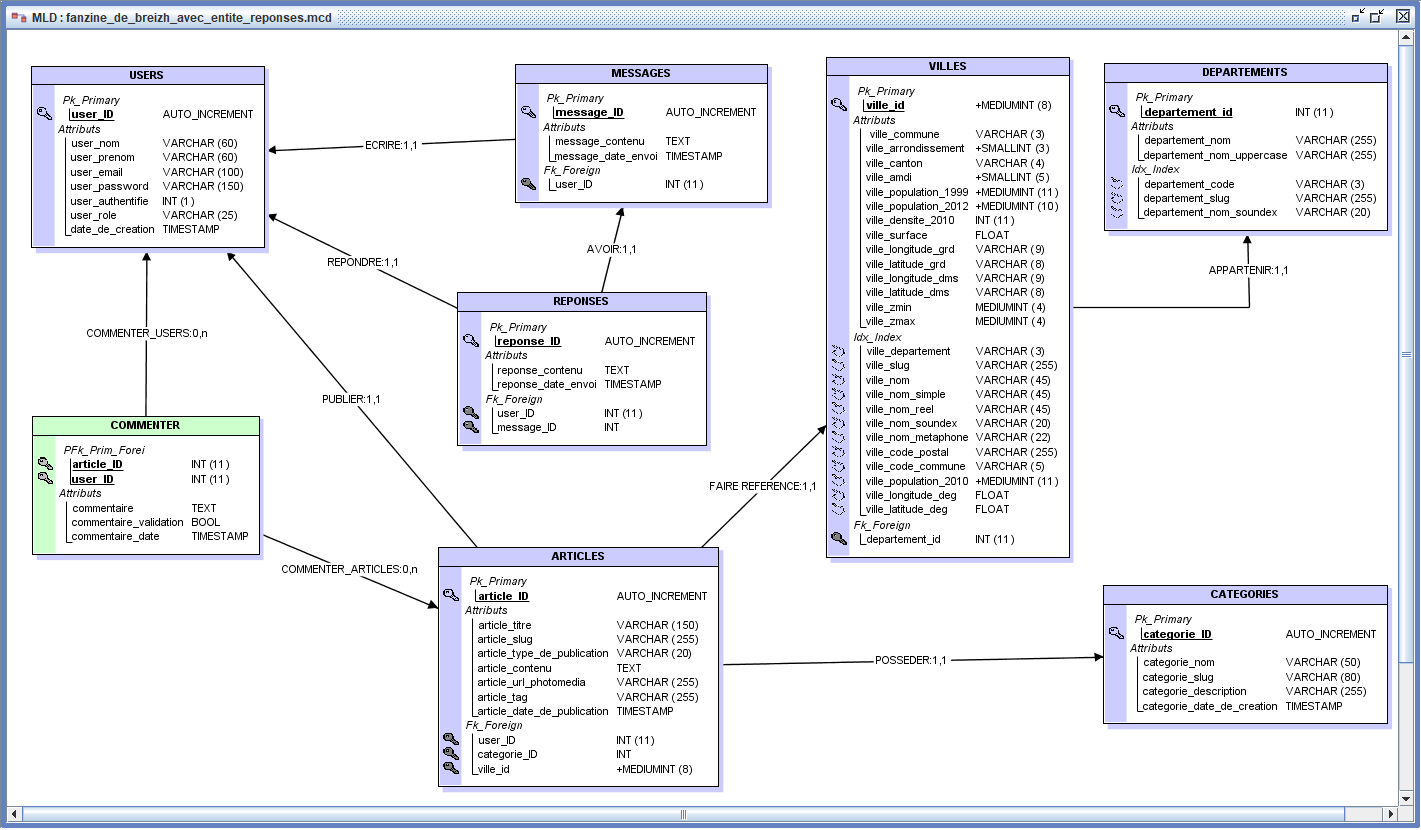 MLD : fanzine_de_breizh_avec_entite_reponses.mcd
USERS
Pk_Primary
user_ID AUTO_INCREMENT
Attributs
user_nom VARCHAR (60)
user_prenom VARCHAR (60)
user_email VARCHAR (100)
user_password VARCHAR (150)
user_authentifie INT (1)
user_role VARCHAR (25)
date_de_creation TIMESTAMP
MESSAGES
Pk_Primary
message_ID AUTO_INCREMENT
Attributs
message_contenu TEXT
message_date_envoi TIMESTAMP
Fk_Foreign
user_ID INT (11)
VILLES
Pk_Primary
ville_id +MEDIUMINT (8)
Attributs
ville_commune VARCHAR (3)
ville_arrondissement +SMALLINT (3)
ville_canton VARCHAR (4)
ville_amdi +SMALLINT (5)
ville_population_1999 +MEDIUMINT (11)
ville_population_2012 +MEDIUMINT (10)
ville_densite_2010 INT (11)
ville_surface FLOAT
ville_longitude_grd VARCHAR (9)
ville_latitude_grd VARCHAR (8)
ville_longitude_dms VARCHAR (9)
ville_latitude_dms VARCHAR (8)
ville_zmin MEDIUMINT (4)
ville_zmax MEDIUMINT (4)
Idx_Index
ville_departement VARCHAR (3)
ville_slug VARCHAR (255)
ville_nom VARCHAR (45)
ville_nom_simple VARCHAR (45)
ville_nom_reel VARCHAR (45)
ville_nom_soundex VARCHAR (20)
ville_nom_metaphone VARCHAR (22)
ville_code_postal VARCHAR (255)
ville_code_commune VARCHAR (5)
ville_population_2010 +MEDIUMINT (11)
ville_longitude_deg FLOAT
ville_latitude_deg FLOAT
Fk_Foreign
departement_id INT (11)
DEPARTEMENTS
Pk_Primary
departement_id INT (11)
Attributs
departement_nom VARCHAR (255)
departement_nom_uppercase VARCHAR (255)
Idx_Index
departement_code VARCHAR (3)
departement_slug VARCHAR (255)
departement_nom_soundex VARCHAR (20)
ECRIRE:1,1
AVOIR:1,1
REPONDRE:1,1
APPARTENIR:1,1
COMMENTER_USERS:0,n
PUBLIER:1,1
REPONSES
Pk_Primary
reponse_ID AUTO_INCREMENT
Attributs
reponse_contenu TEXT
reponse_date_envoi TIMESTAMP
Fk_Foreign
user_ID INT (11)
message_ID INT
COMMENTER
PFk_Prim_Forei
article_ID INT (11)
user_ID INT (11)
Attributs
commentaire TEXT
commentaire_validation BOOL
commentaire_date TIMESTAMP
FAIRE REFERENCE:1,1
COMMENTER_ARTICLES:0,n
ARTICLES
Pk_Primary
article_ID AUTO_INCREMENT
Attributs
article_titre VARCHAR (150)
article_slug VARCHAR (255)
article_type_de_publication VARCHAR (20)
article_contenu TEXT
article_url_photomedia VARCHAR (255)
article_tag VARCHAR (255)
article_date_de_publication TIMESTAMP
Fk_Foreign
user_ID INT (11)
categorie_ID INT
ville_id +MEDIUMINT (8)
POSSEDER:1,1
CATEGORIES
Pk_Primary
categorie_ID AUTO_INCREMENT
Attributs
categorie_nom VARCHAR (50)
categorie_slug VARCHAR (80)
categorie_description VARCHAR (255)
categorie_date_de_creation TIMESTAMP